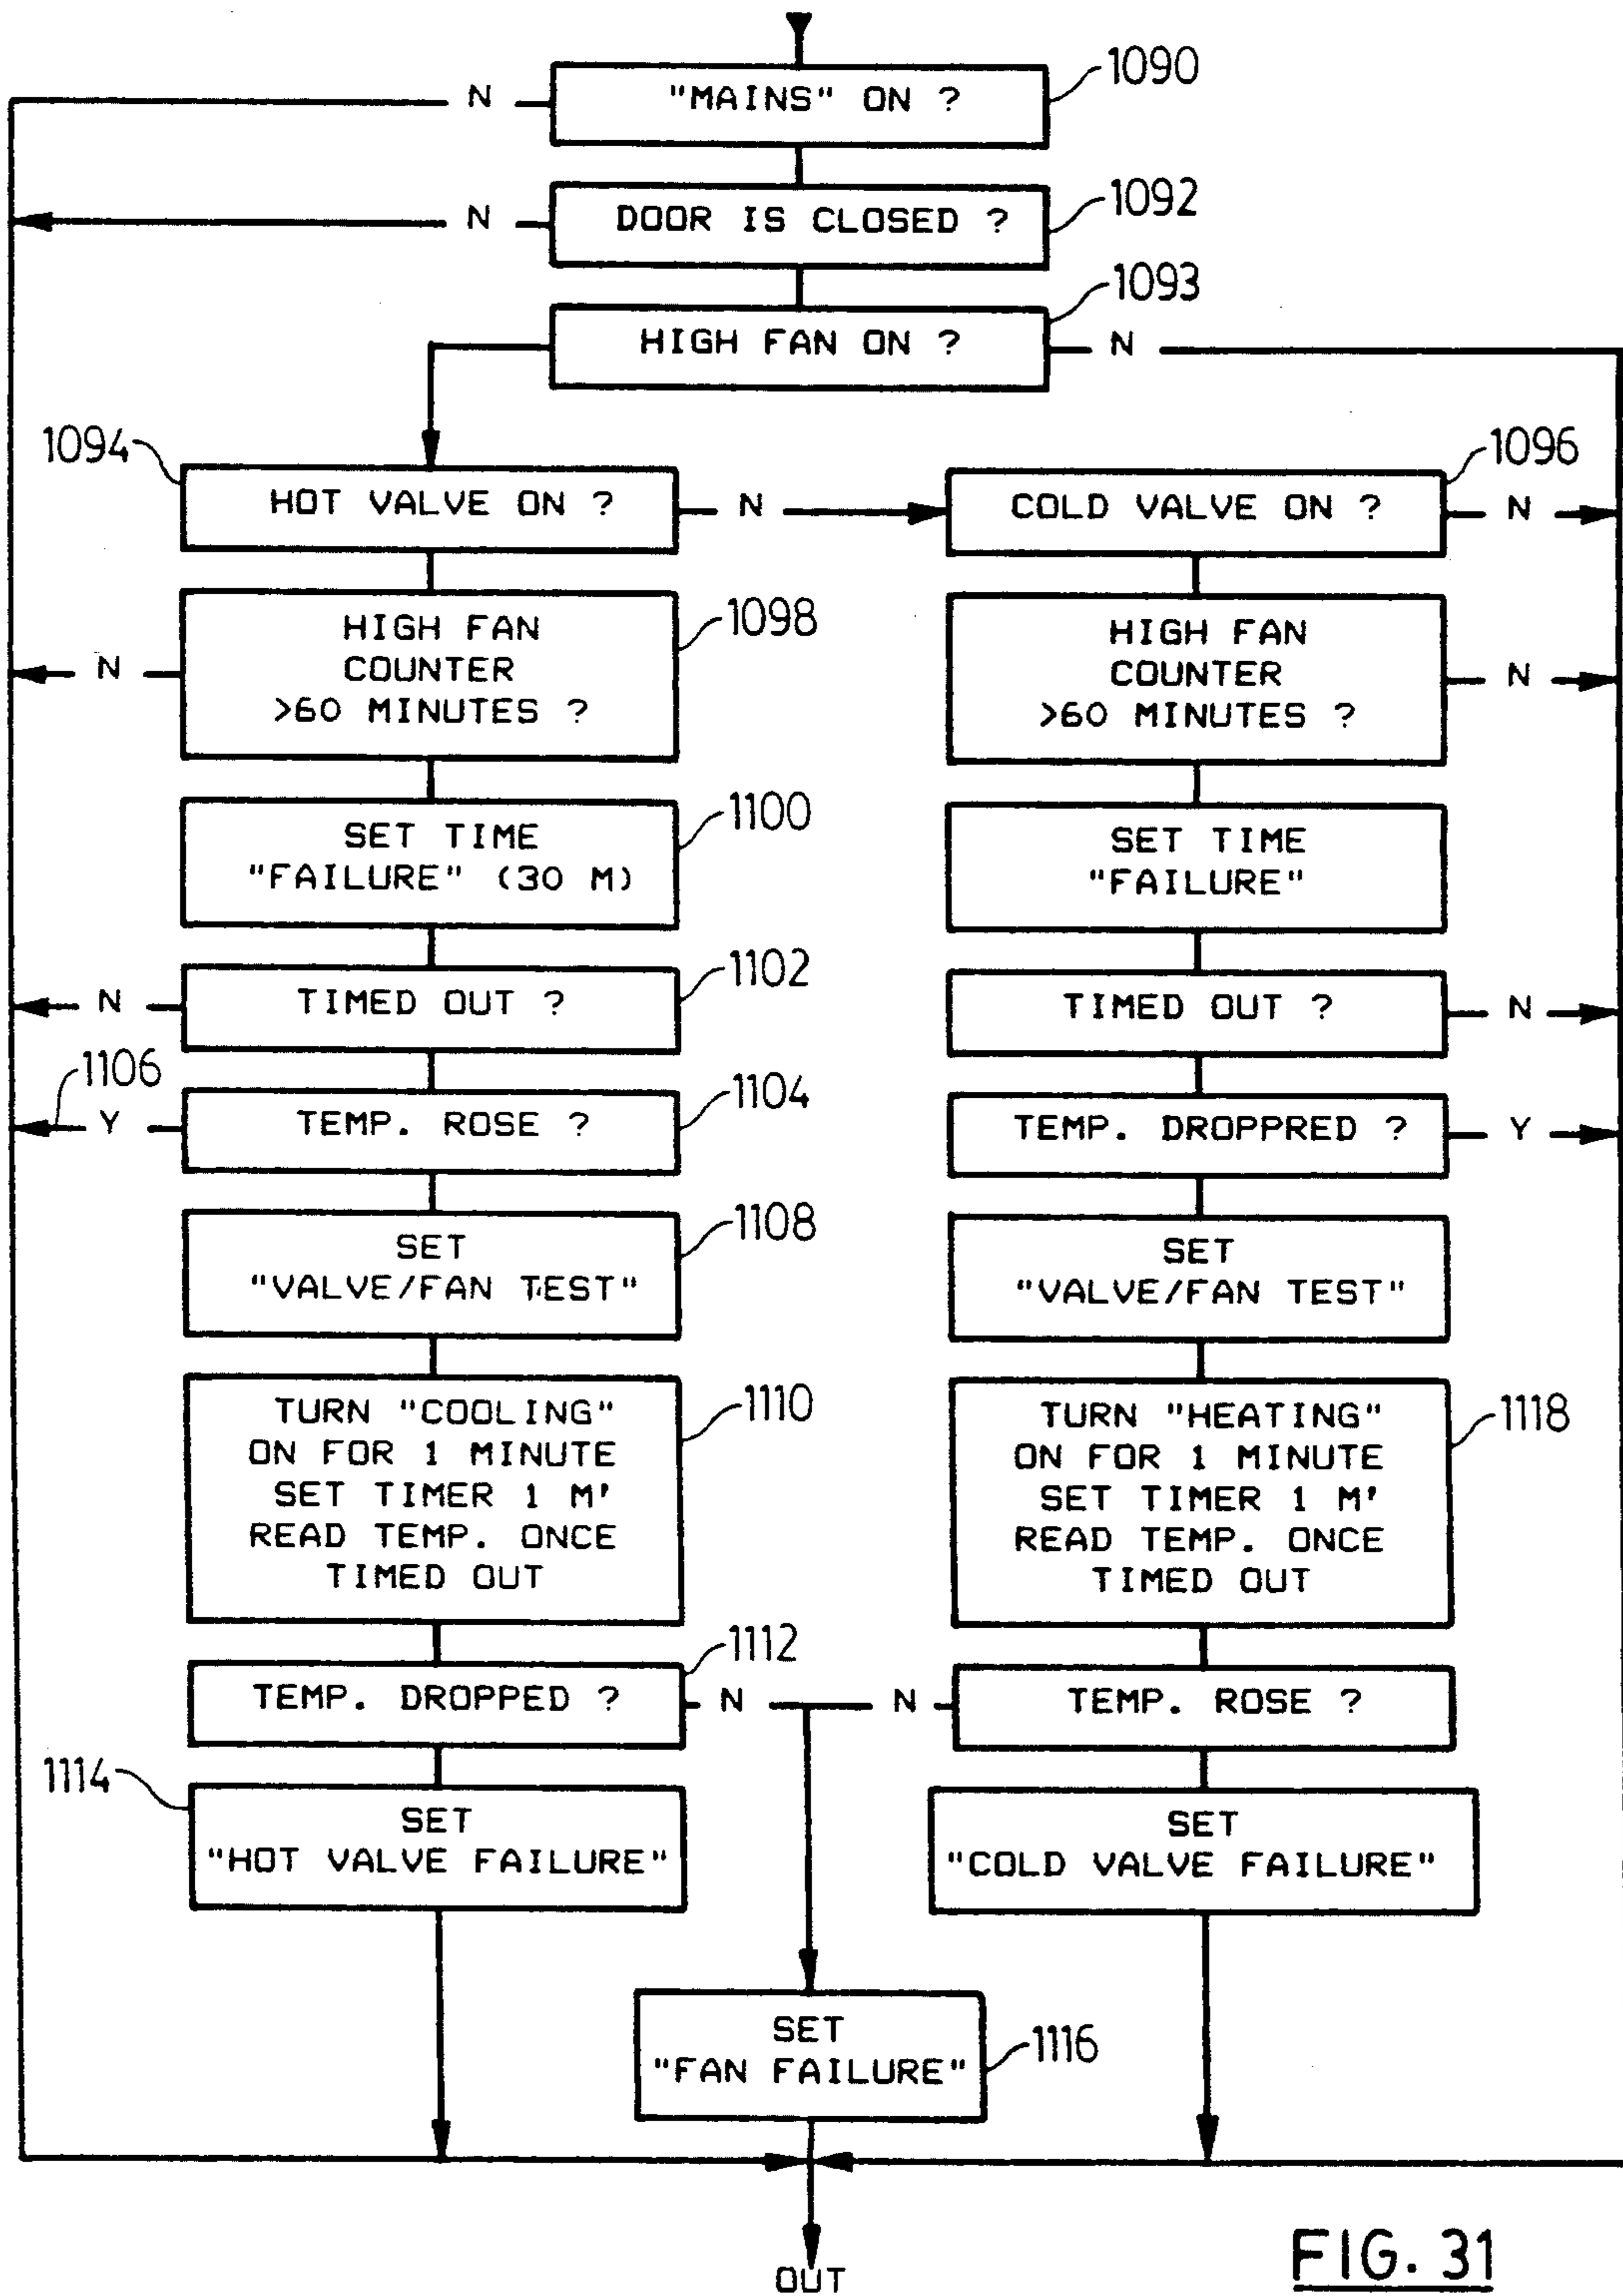 1090
N "MAINS" ON ?
1092
N DOOR IS CLOSED ?
1093
HIGH FAN ON ? N
1094
HOT VALVE ON ? N
1096
COLD VALVE ON ? N
HIGH FAN
COUNTER
>60 MINUTES ?
N
1098
HIGH FAN
COUNTER
>60 MINUTES ?
N
SET TIME
"FAILURE" (30 M)
1100
SET TIME
"FAILURE"
N TIMED OUT ?
1102
TIMED OUT ? N
1106
Y TEMP. ROSE ?
1104
TEMP. DROPPRED ? Y
SET
"VALVE/FAN TEST"
1108
SET
"VALVE/FAN TEST"
TURN "COOLING"
ON FOR 1 MINUTE
SET TIMER 1 M'
READ TEMP. ONCE
TIMED OUT
1110
TURN "HEATING"
ON FOR 1 MINUTE
SET TIMER 1 M'
READ TEMP. ONCE
TIMED OUT
1118
1112
TEMP. DROPPED ? N
N TEMP. ROSE ?
1114
SET
"HOT VALVE FAILURE"
SET
"COLD VALVE FAILURE"
SET
"FAN FAILURE"
1116
OUT
FIG. 31